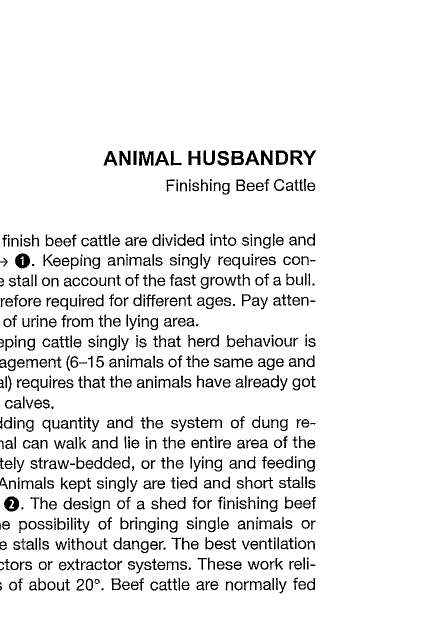 ANIMAL HUSBANDRY
Finishing Beef Cattle
finish beef cattle are divided into single and
→ ❶. Keeping animals singly requires con-
stall on account of the fast growth of a bull.
refore required for different ages. Pay atten-
of urine from the lying area.
eping cattle singly is that herd behaviour is
agement (6–15 animals of the same age and
al) requires that the animals have already got
calves.
dding quantity and the system of dung re-
nal can walk and lie in the entire area of the
tely straw-bedded, or the lying and feeding
Animals kept singly are tied and short stalls
❷. The design of a shed for finishing beef
e possibility of bringing single animals or
e stalls without danger. The best ventilation
ctors or extractor systems. These work reli-
s of about 20°. Beef cattle are normally fed